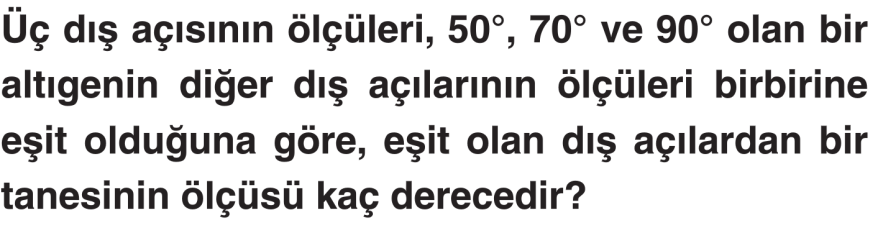 Üç dış açısının ölçüleri, 50°, 70° ve 90° olan bir
altıgenin diğer dış açılarının ölçüleri birbirine
eşit olduğuna göre, eşit olan dış açılardan bir
tanesinin ölçüsü kaç derecedir?